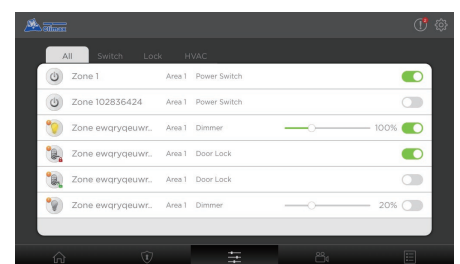 Climax
All Switch Lock HVAC
Zone 1 Area 1 Power Switch
Zone 102836424 Area 1 Power Switch
Zone ewqryqeuwr.. Area 1 Dimmer 100%
Zone ewqryqeuwr.. Area 1 Door Lock
Zone ewqryqeuwr.. Area 1 Door Lock
Zone ewqryqeuwr.. Area 1 Dimmer 20%